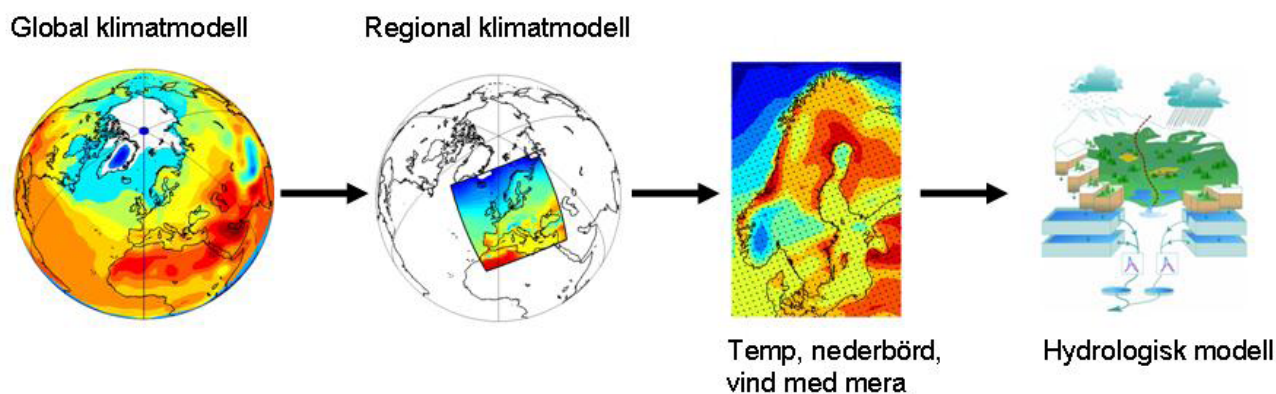 Global klimatmodell
Regional klimatmodell
Temp, nederbörd,
vind med mera
Hydrologisk modell